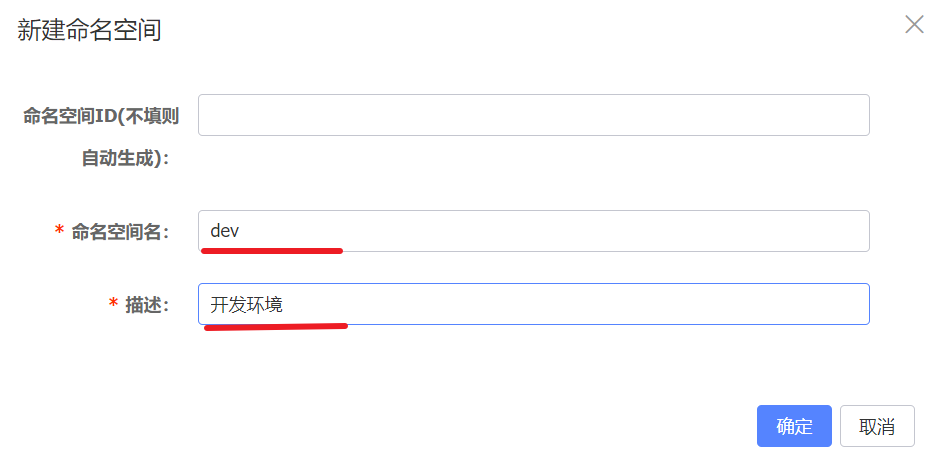 新建命名空间
命名空间ID(不填则
自动生成):
* 命名空间名: dev
* 描述: 开发环境
确定 取消